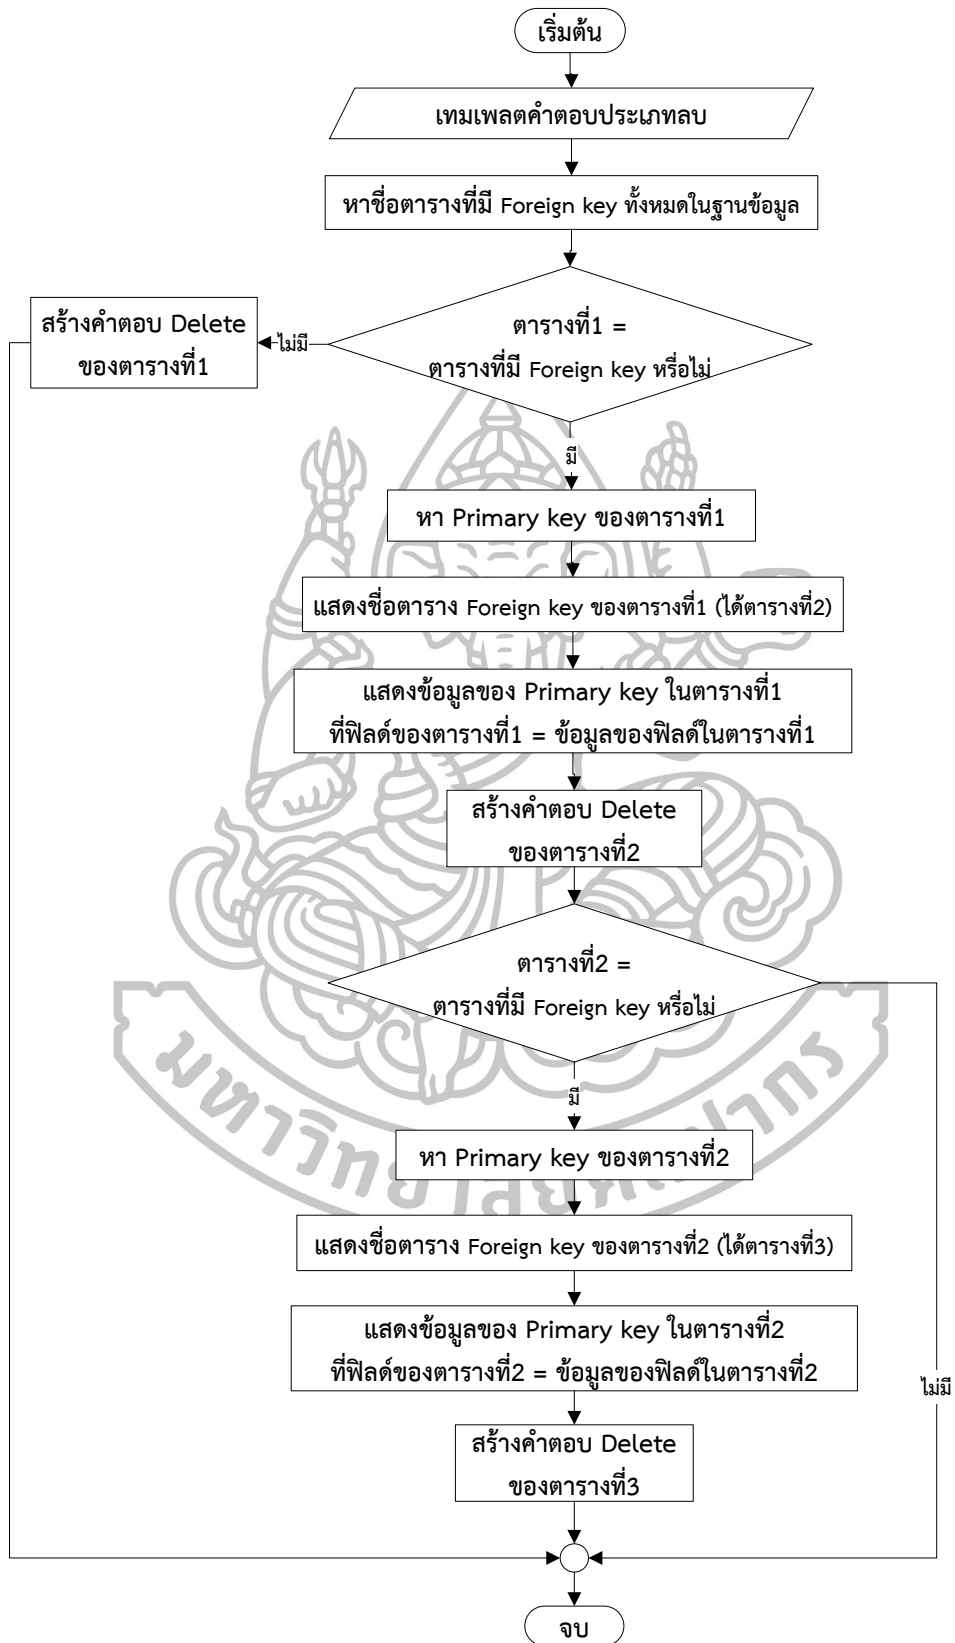 เริ่มต้น
เทมเพลตคำตอบประเภทลบ
หาชื่อตารางที่มี Foreign key ทั้งหมดในฐานข้อมูล
ตารางที่1 =
ตารางที่มี Foreign key หรือไม่
ไม่มี
สร้างคำตอบ Delete
ของตารางที่1
มี
หา Primary key ของตารางที่1
แสดงชื่อตาราง Foreign key ของตารางที่1 (ได้ตารางที่2)
แสดงข้อมูลของ Primary key ในตารางที่1
ที่ฟิลด์ของตารางที่1 = ข้อมูลของฟิลด์ในตารางที่1
สร้างคำตอบ Delete
ของตารางที่2
ตารางที่2 =
ตารางที่มี Foreign key หรือไม่
มี
หา Primary key ของตารางที่2
แสดงชื่อตาราง Foreign key ของตารางที่2 (ได้ตารางที่3)
แสดงข้อมูลของ Primary key ในตารางที่2
ที่ฟิลด์ของตารางที่2 = ข้อมูลของฟิลด์ในตารางที่2
ไม่มี
สร้างคำตอบ Delete
ของตารางที่3
จบ